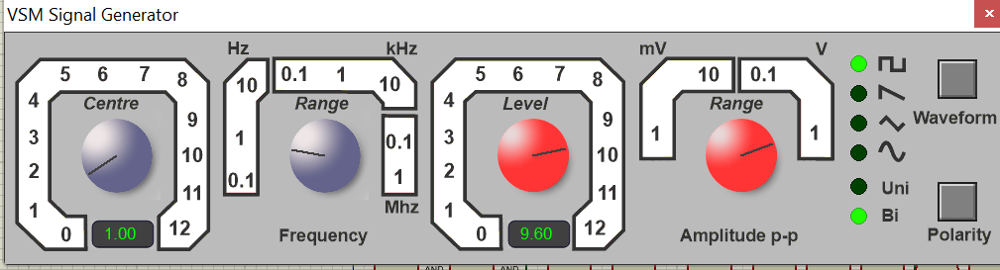 VSM Signal Generator
Hz kHz mV V
5 6 7 8 4 3 2 1 0 9 10 11 12
Centre
1.00
10 1 0.1
0.1 1 10
Range
0.1 1
Mhz
Frequency
5 6 7 8 4 3 2 1 0 9 10 11 12
Level
9.60
10 1
0.1 1
Range
Amplitude p-p
Waveform
Uni
Bi
Polarity
AND AND